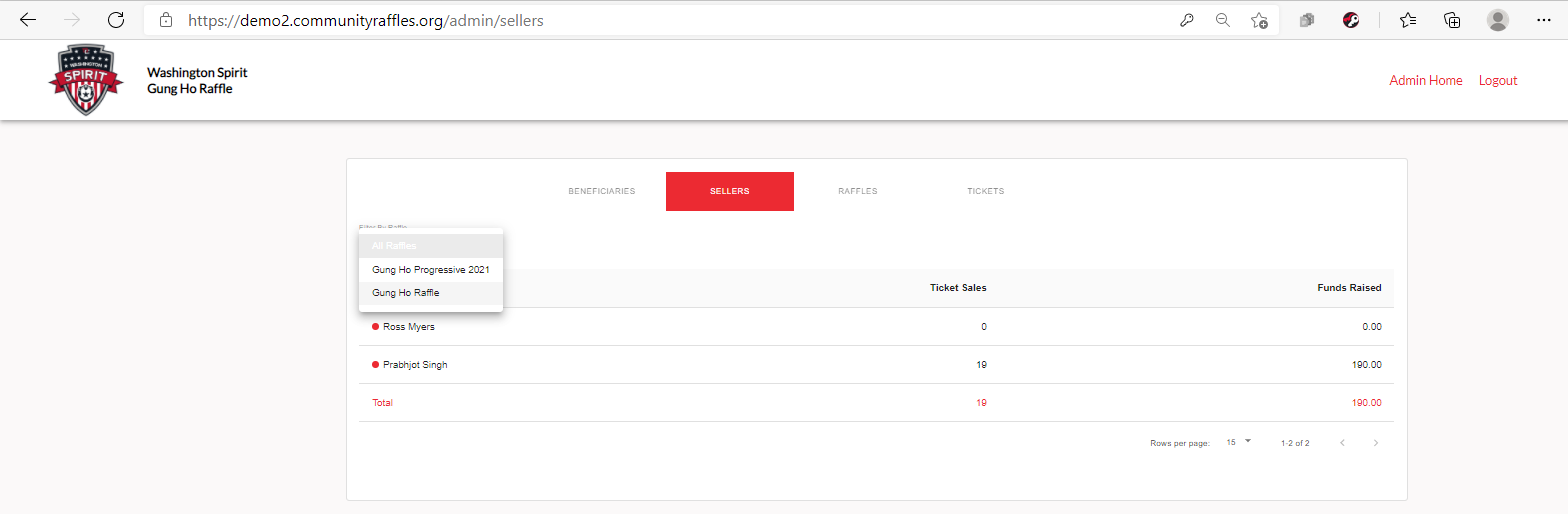 https://demo2.communityraffles.org/admin/sellers
WASHINGTON
SPIRIT
Washington Spirit
Gung Ho Raffle
Admin Home Logout
BENEFICIARIES SELLERS RAFFLES TICKETS
Filter By Raffle
All Raffles
Gung Ho Progressive 2021
Gung Ho Raffle
Ticket Sales Funds Raised
Ross Myers 0 0.00
Prabhjot Singh 19 190.00
Total 19 190.00
Rows per page: 15 1-2 of 2